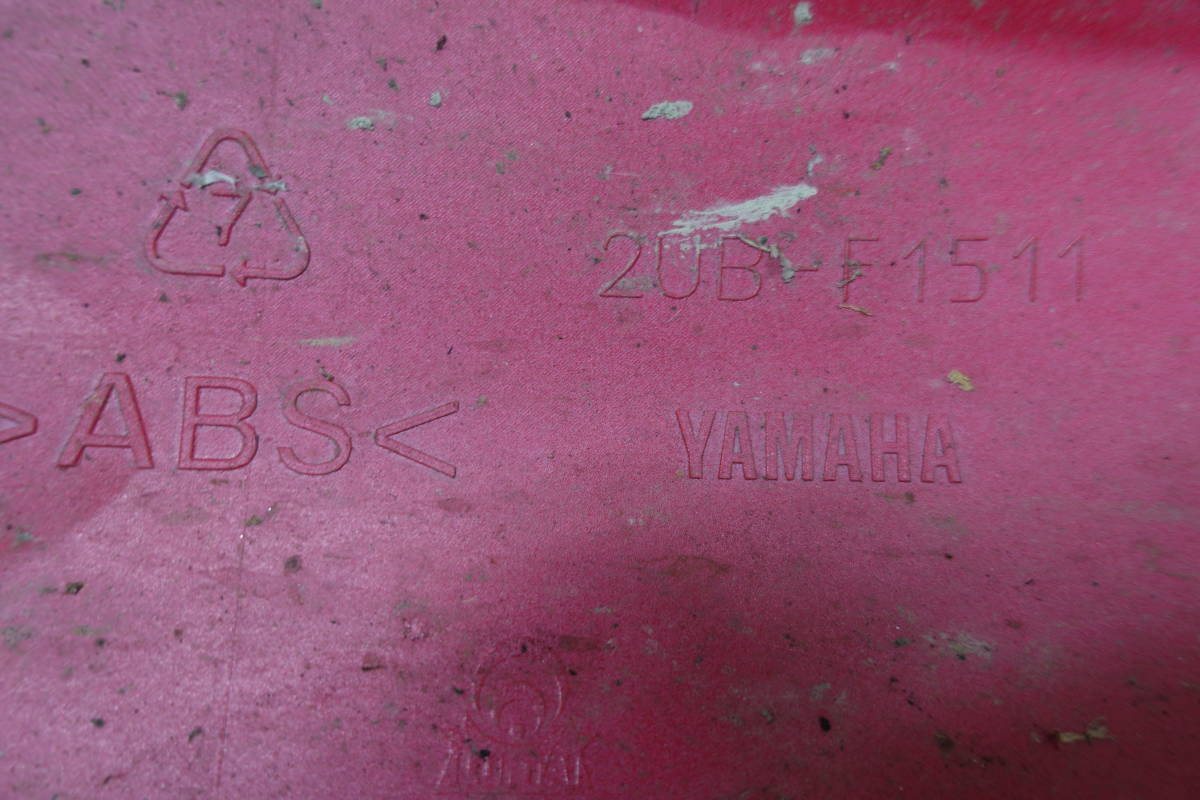 7
2UB-F1511
>ABS<
YAMAHA